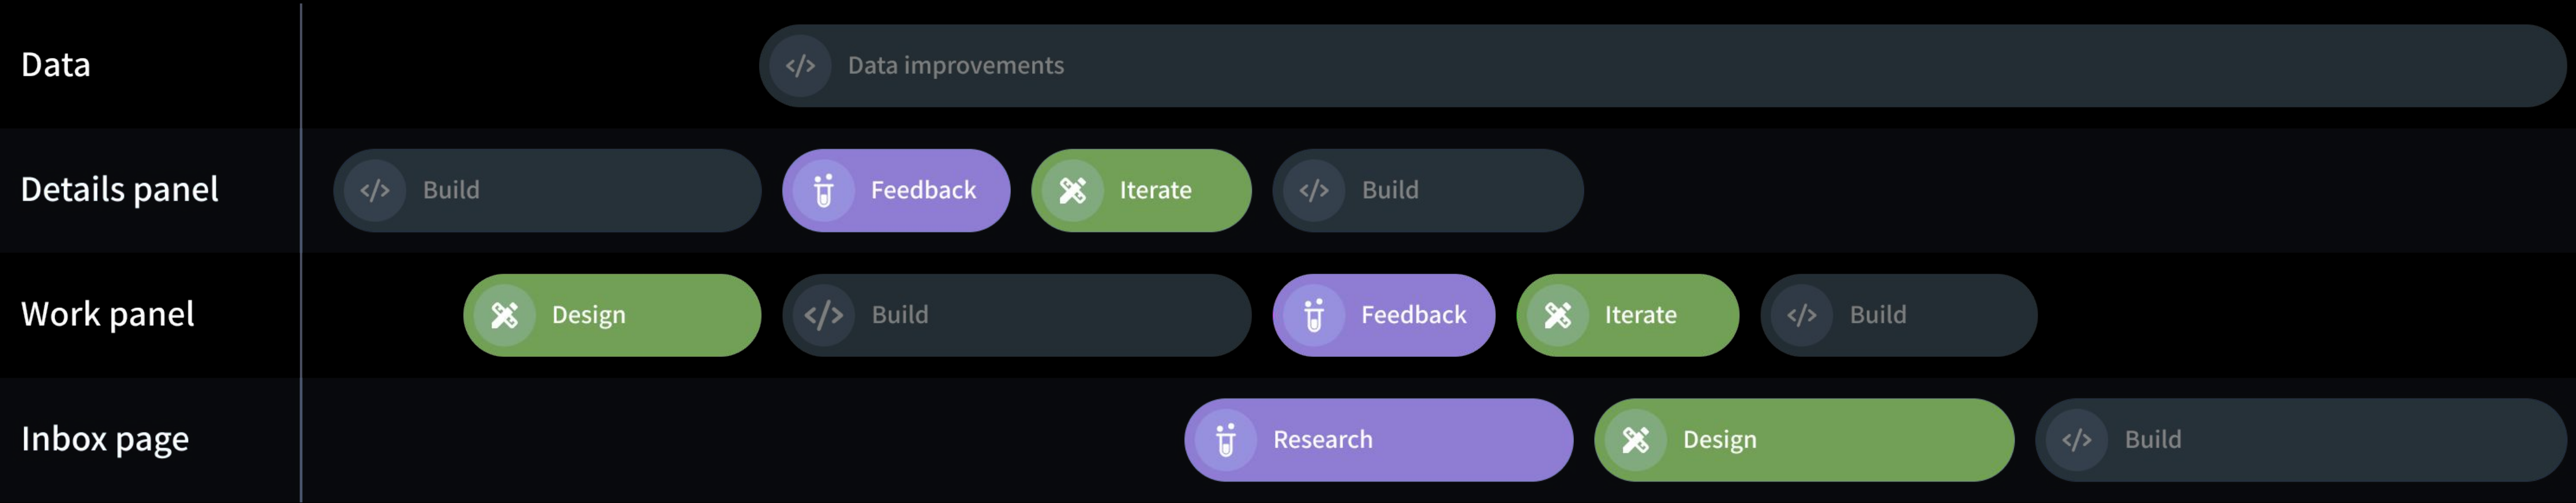 Data
Data improvements
Details panel
Build
Feedback
Iterate
Build
Work panel
Design
Build
Feedback
Iterate
Build
Inbox page
Research
Design
Build